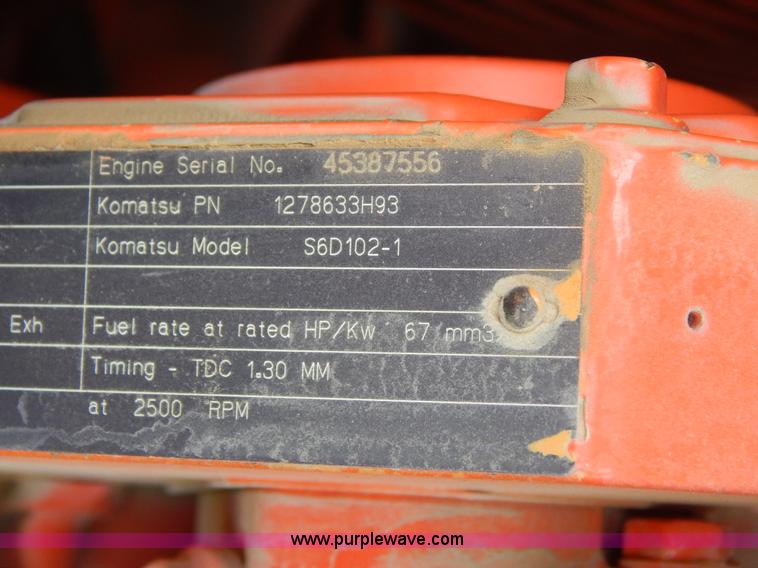 Engine Serial No. 45387556
Komatsu PN 1278633H93
Komatsu Model S6D102-1
Exh Fuel rate at rated HP/Kw 67 mm3
Timing - TDC 1.30 MM
at 2500 RPM
www.purplewave.com